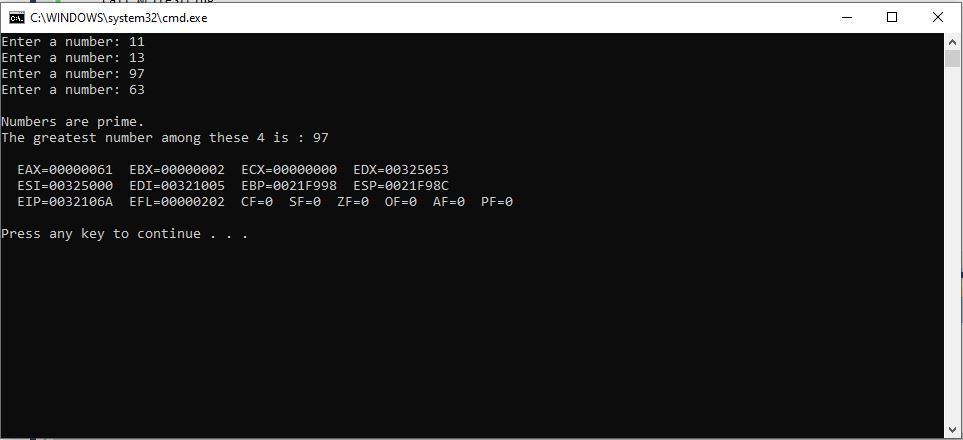 C:\WINDOWS\system32\cmd.exe
Enter a number: 11
Enter a number: 13
Enter a number: 97
Enter a number: 63
Numbers are prime.
The greatest number among these 4 is : 97
EAX=00000061  EBX=00000002  ECX=00000000  EDX=00325053
ESI=00325000  EDI=00321005  EBP=0021F998  ESP=0021F98C
EIP=0032106A  EFL=00000202  CF=0  SF=0  ZF=0  OF=0  AF=0  PF=0
Press any key to continue . . .